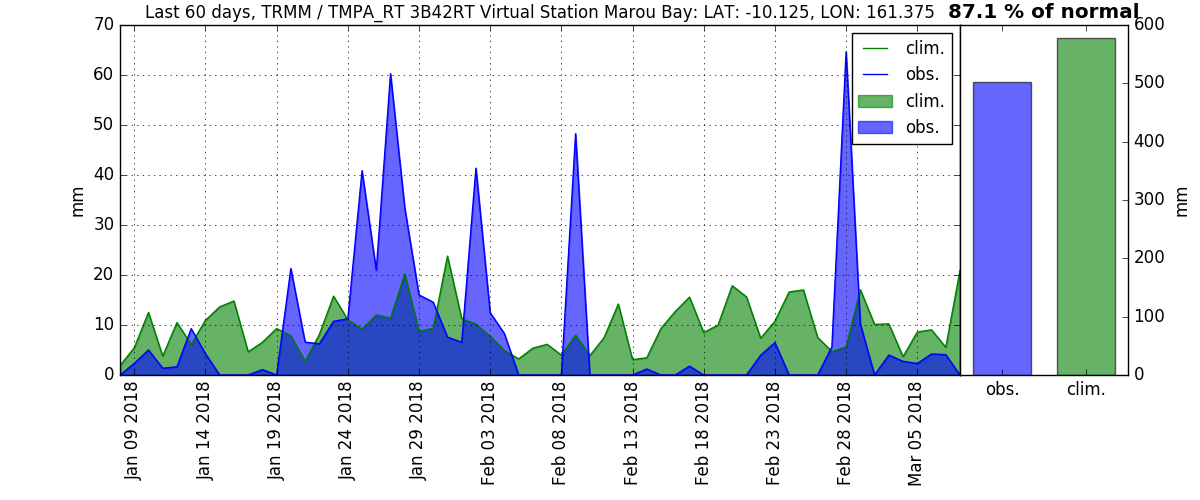 Last 60 days, TRMM / TMPA_RT 3B42RT Virtual Station Marou Bay: LAT: -10.125, LON: 161.375
87.1 % of normal
70
60
50
40
30
20
10
0
mm
clim.
obs.
clim.
obs.
Jan 09 2018
Jan 14 2018
Jan 19 2018
Jan 24 2018
Jan 29 2018
Feb 03 2018
Feb 08 2018
Feb 13 2018
Feb 18 2018
Feb 23 2018
Feb 28 2018
Mar 05 2018
600
500
400
300
200
100
0
mm
obs.
clim.